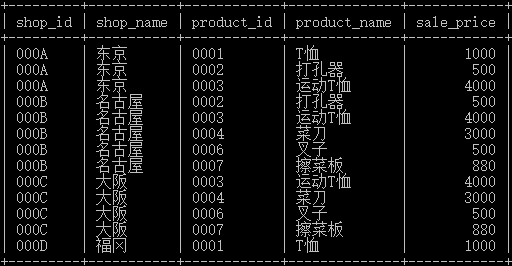 shop_id | shop_name | product_id | product_name | sale_price
000A | 东京 | 0001 | T恤 | 1000
000A | 东京 | 0002 | 打孔器 | 500
000A | 东京 | 0003 | 运动T恤 | 4000
000B | 名古屋 | 0002 | 打孔器 | 500
000B | 名古屋 | 0003 | 运动T恤 | 4000
000B | 名古屋 | 0004 | 菜刀 | 3000
000B | 名古屋 | 0006 | 叉子 | 500
000B | 名古屋 | 0007 | 擦菜板 | 880
000C | 大阪 | 0003 | 运动T恤 | 4000
000C | 大阪 | 0004 | 菜刀 | 3000
000C | 大阪 | 0006 | 叉子 | 500
000C | 大阪 | 0007 | 擦菜板 | 880
000D | 福冈 | 0001 | T恤 | 1000